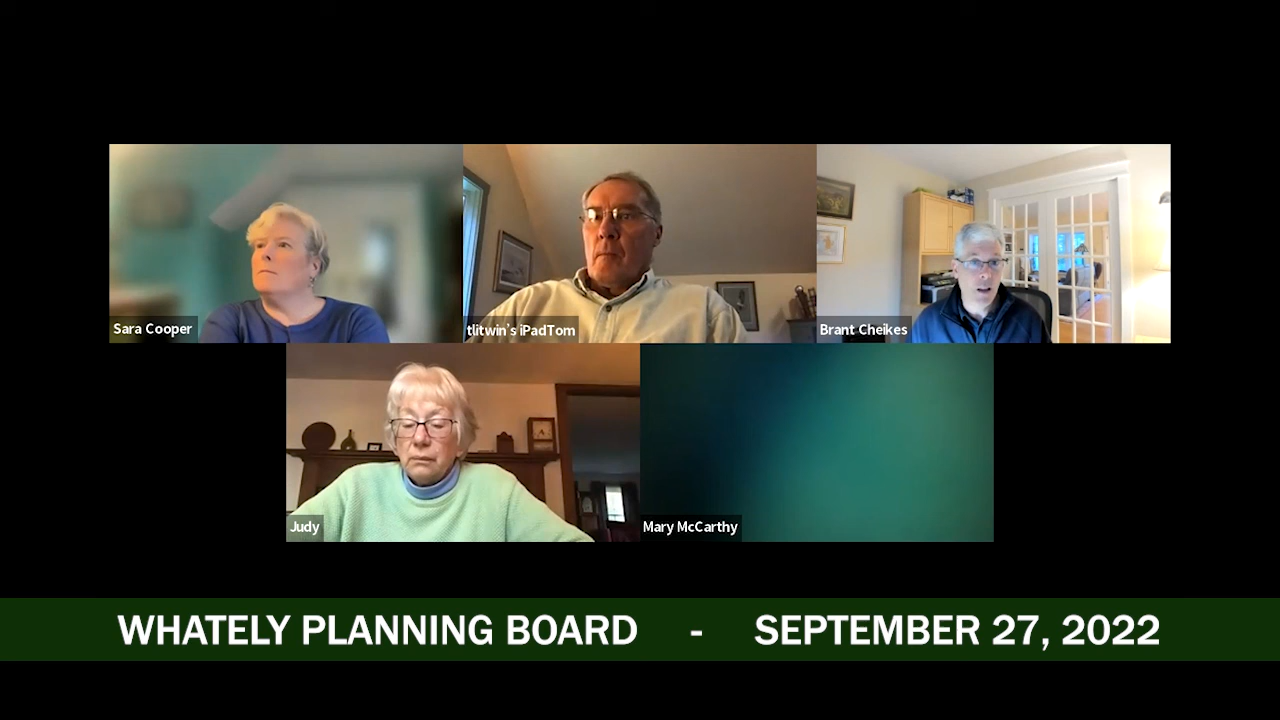 Sara Cooper
tlitwin's iPadTom
Brant Cheikes
Judy
Mary McCarthy
WHATELY PLANNING BOARD - SEPTEMBER 27, 2022